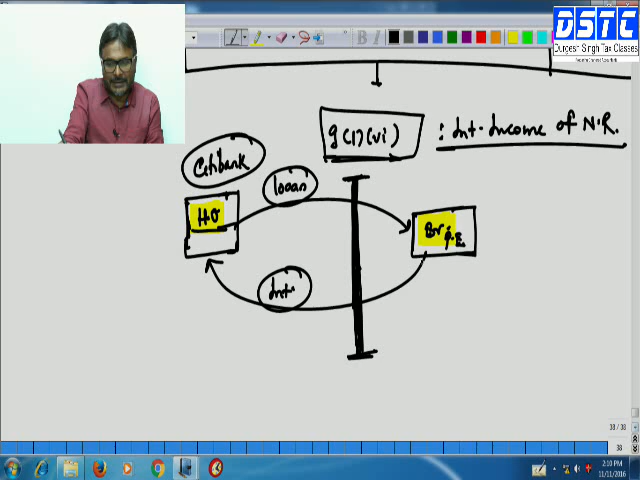 DSTC
Durgesh Singh Tax Classes
9(1)(vi) : Int. Income of N.R.
Citibank
loan
HO
Br
P.E.
Int.
38 / 38
38
2:10 PM
11/11/2016